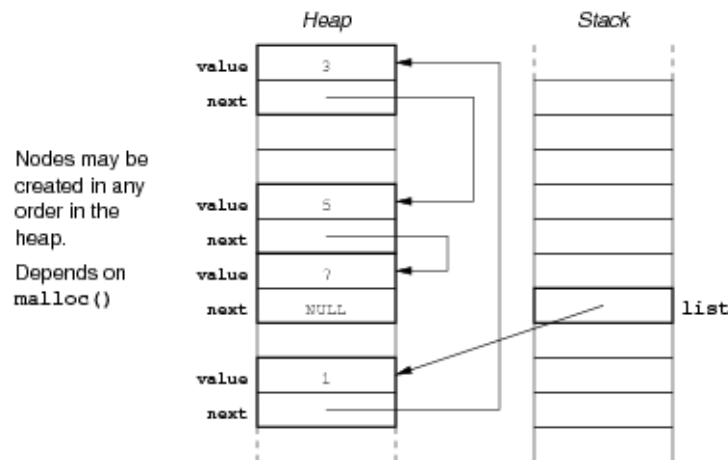 Heap
Stack
value 3
next
Nodes may be
created in any
order in the
heap.
Depends on
malloc()
value 5
next
value 7
next NULL
list
value 1
next